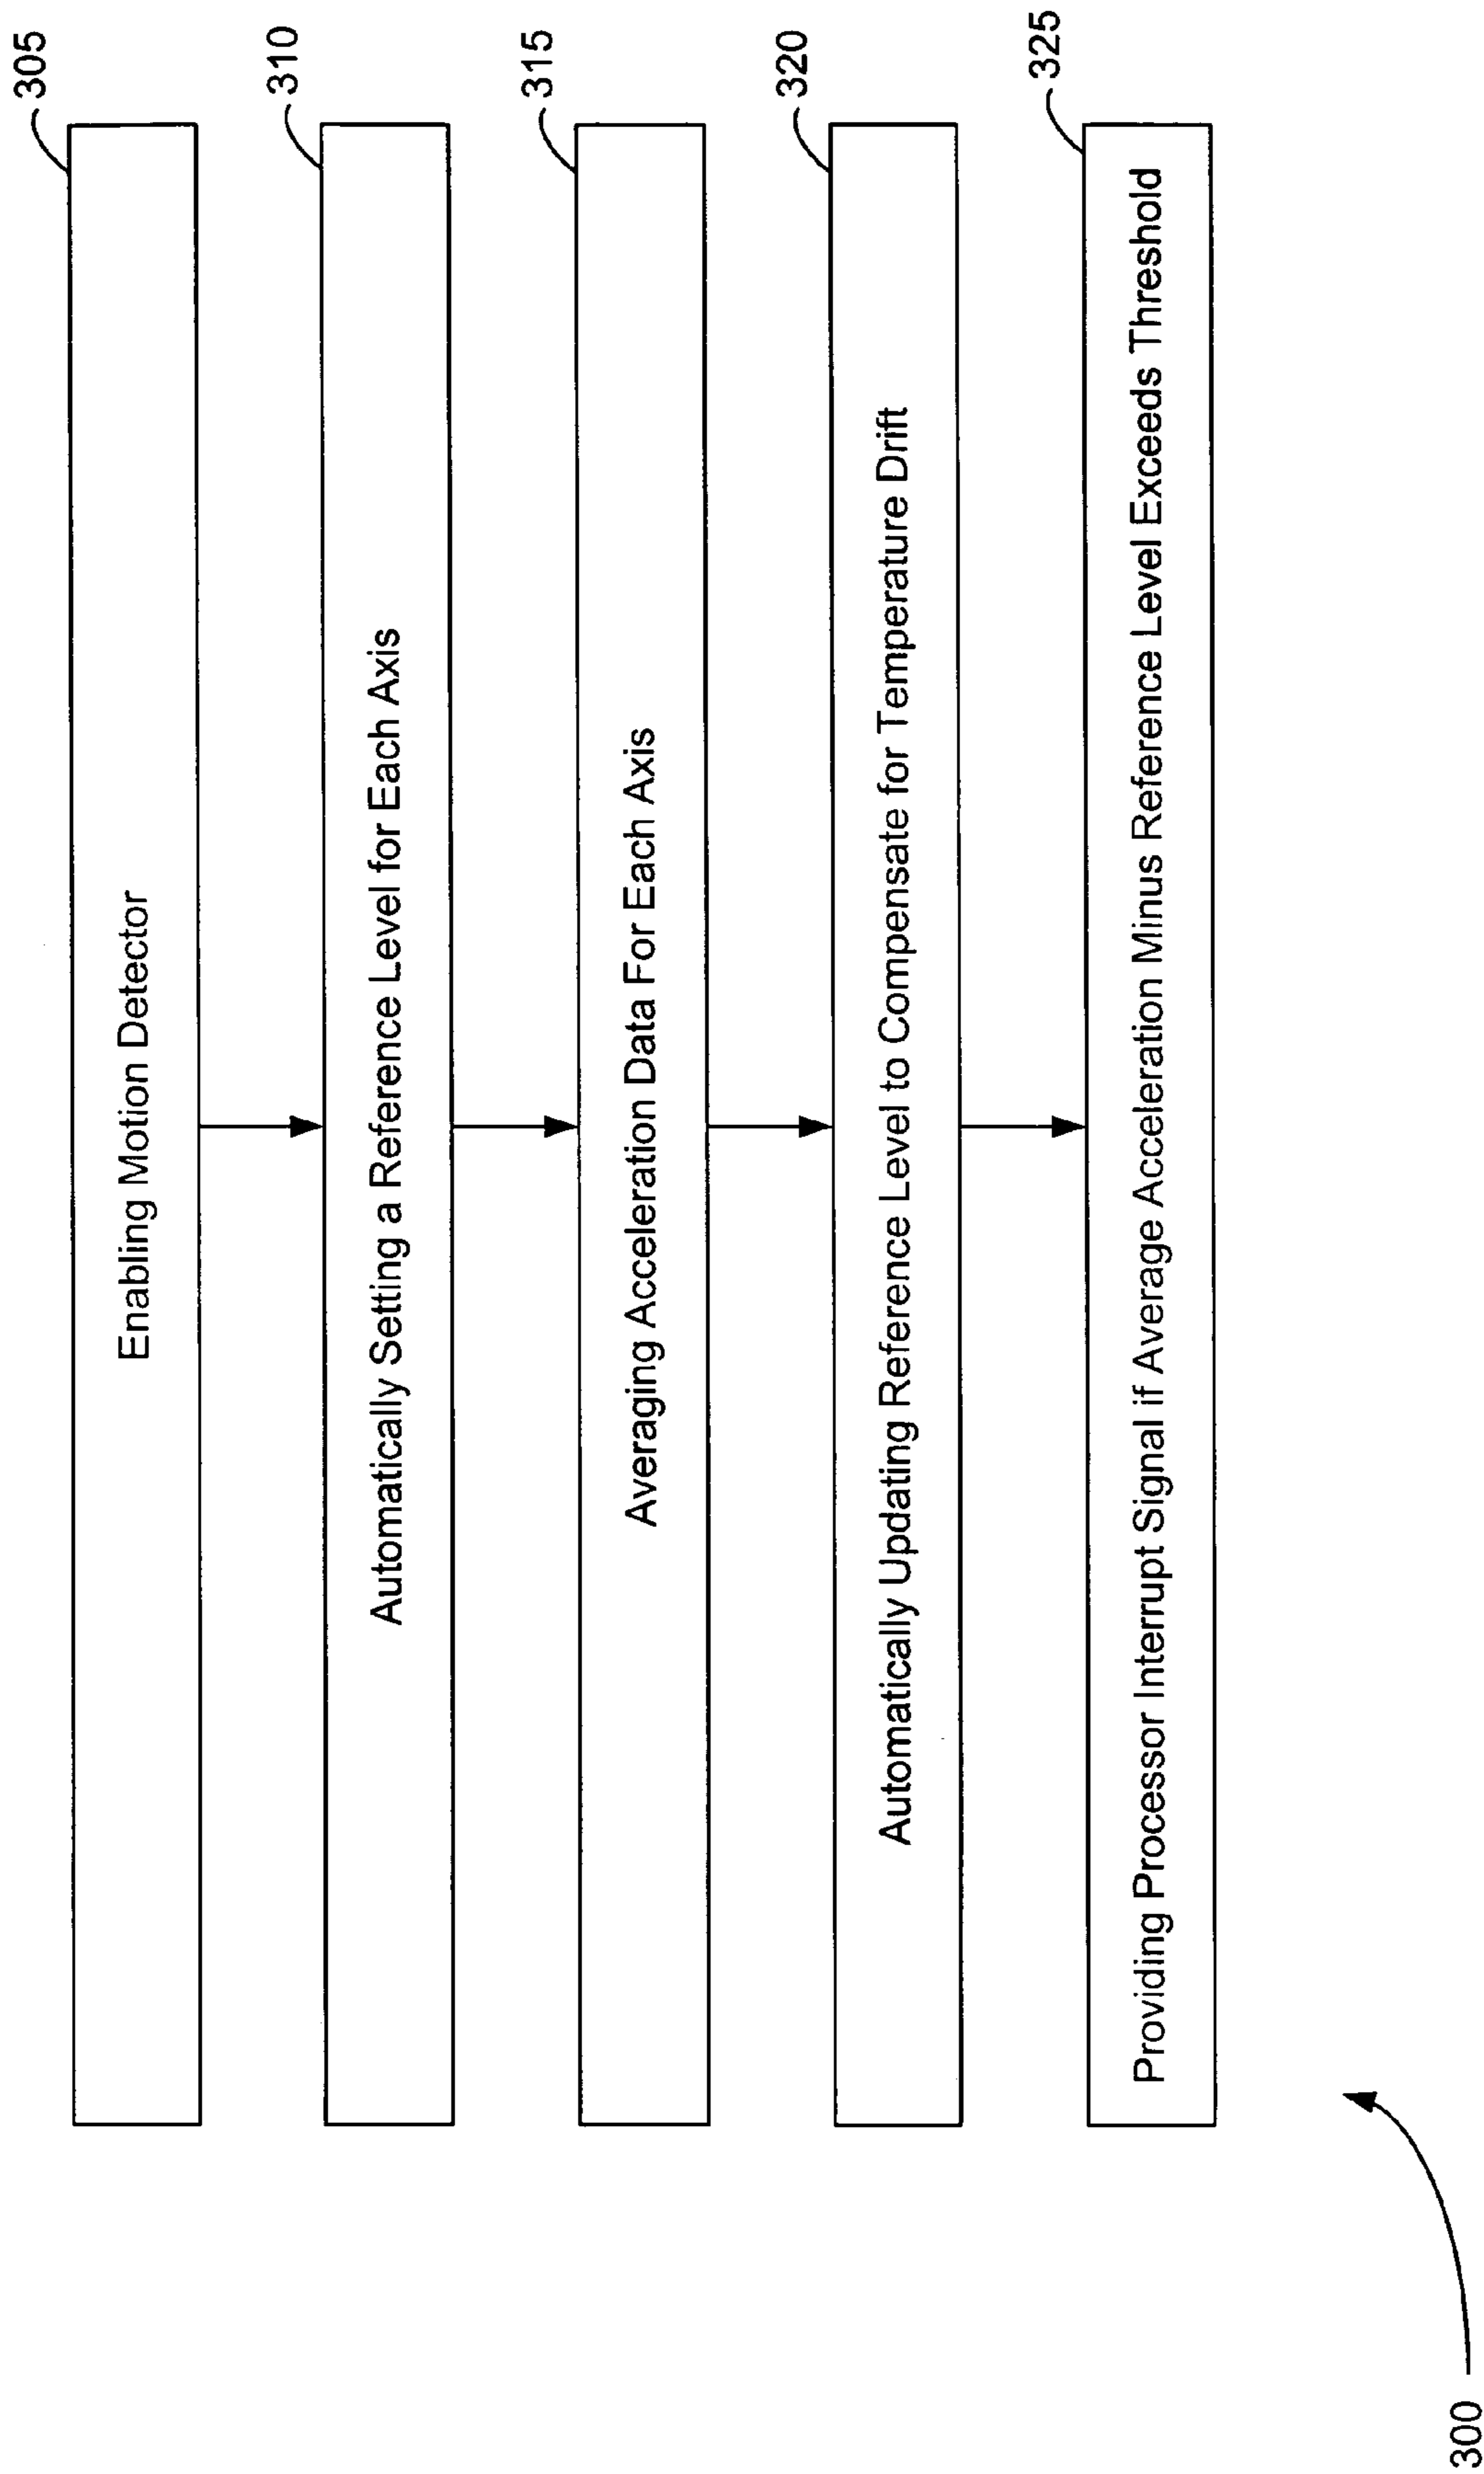 305
Enabling Motion Detector
310
Automatically Setting a Reference Level for Each Axis
315
Averaging Acceleration Data For Each Axis
320
Automatically Updating Reference Level to Compensate for Temperature Drift
325
Providing Processor Interrupt Signal if Average Acceleration Minus Reference Level Exceeds Threshold
300